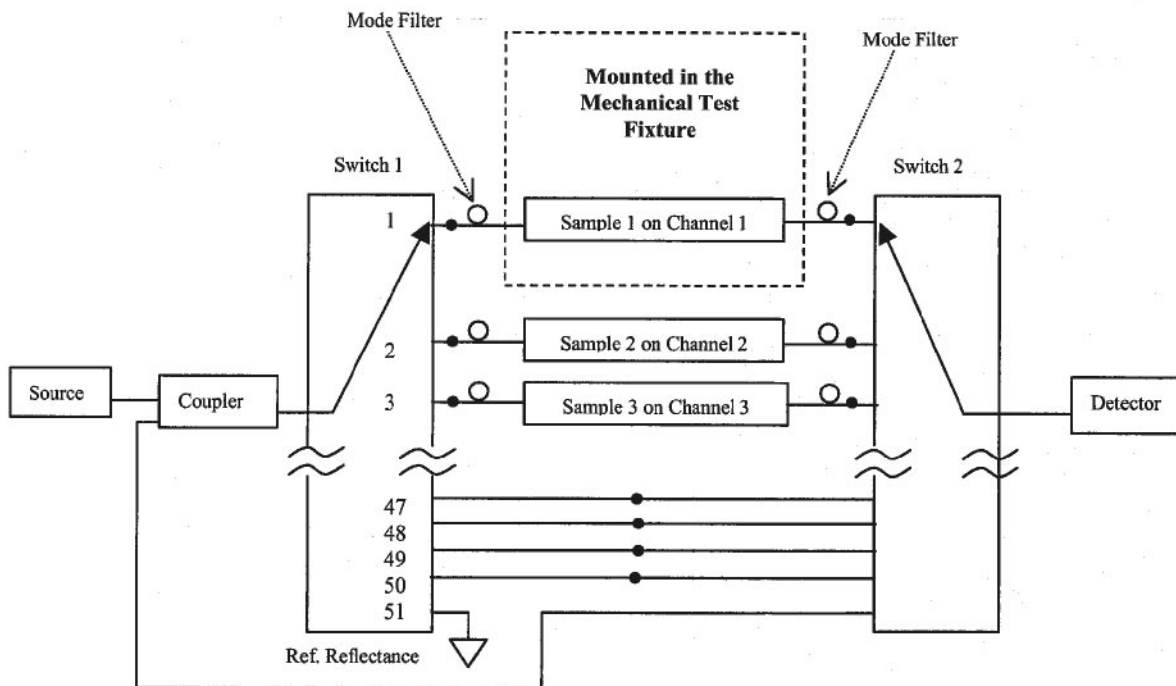 Mode Filter
Mode Filter
Mounted in the
Mechanical Test
Fixture
Switch 1
Switch 2
1
Sample 1 on Channel 1
2
Sample 2 on Channel 2
Source
Coupler
3
Sample 3 on Channel 3
Detector
47
48
49
50
51
Ref. Reflectance